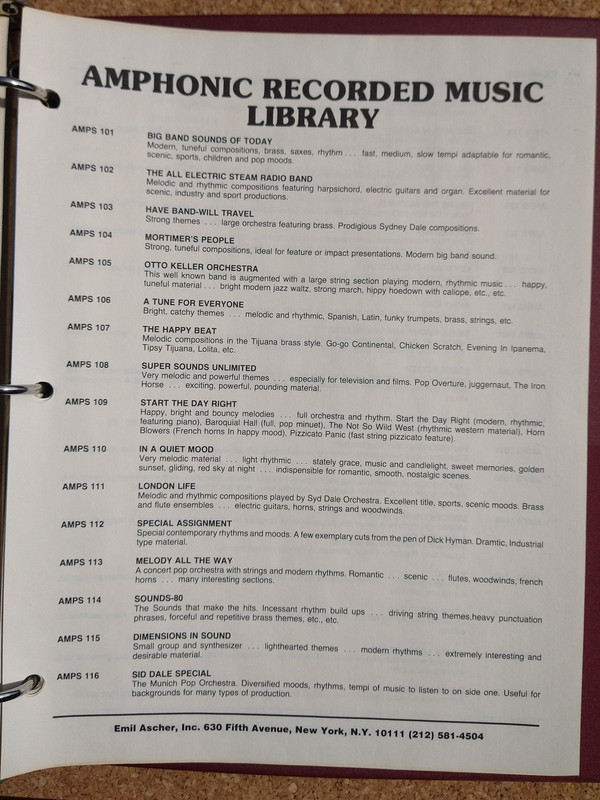 AMPHONIC RECORDED MUSIC
LIBRARY
AMPS 101
BIG BAND SOUNDS OF TODAY
Modern, tuneful compositions, brass, saxes, rhythm . . . fast, medium, slow tempi adaptable for romantic,
scenic, sports, children and pop moods.
AMPS 102
THE ALL ELECTRIC STEAM RADIO BAND
Melodic and rhythmic compositions featuring harpsichord, electric guitars and organ. Excellent material for
scenic, industry and sport productions.
AMPS 103
HAVE BAND-WILL TRAVEL
Strong themes . . . large orchestra featuring brass. Prodigious Sydney Dale compositions.
AMPS 104
MORTIMER'S PEOPLE
Strong, tuneful compositions, ideal for feature or impact presentations. Modern big band sound.
AMPS 105
OTTO KELLER ORCHESTRA
This well known band is augmented with a large string section playing modern, rhythmic music . . . happy,
tuneful material . . . bright modern jazz waltz, strong march, hippy hoedown with caliope, etc., etc.
AMPS 106
A TUNE FOR EVERYONE
Bright, catchy themes . . . melodic and rhythmic, Spanish, Latin, funky trumpets, brass, strings, etc.
AMPS 107
THE HAPPY BEAT
Melodic compositions in the Tijuana brass style. Go-go Continental, Chicken Scratch, Evening In Ipanema,
Tipsy Tijuana, Lolita, etc.
AMPS 108
SUPER SOUNDS UNLIMITED
Very melodic and powerful themes . . . especially for television and films. Pop Overture, juggernaut, The Iron
Horse . . . exciting, powerful, pounding material.
AMPS 109
START THE DAY RIGHT
Happy, bright and bouncy melodies . . . full orchestra and rhythm. Start the Day Right (modern, rhythmic,
featuring piano), Baroquial Hall (full, pop minuet), The Not So Wild West (rhythmic western material), Horn
Blowers (French horns In happy mood). Pizzicato Panic (fast string pizzicato feature).
AMPS 110
IN A QUIET MOOD
Very melodic material . . . light rhythmic . . . stately grace, music and candlelight, sweet memories, golden
sunset, gliding, red sky at night . . . indispensible for romantic, smooth, nostalgic scenes.
AMPS 111
LONDON LIFE
Melodic and rhythmic compositions played by Syd Dale Orchestra. Excellent title, sports, scenic moods. Brass
and flute ensembles . . . electric guitars, horns, strings and woodwinds.
AMPS 112
SPECIAL ASSIGNMENT
Special contemporary rhythms and moods. A few exemplary cuts from the pen of Dick Hyman. Dramtic, Industrial
type material.
AMPS 113
MELODY ALL THE WAY
A concert pop orchestra with strings and modern rhythms. Romantic . . . scenic . . . flutes, woodwinds, french
horns . . . many interesting sections.
AMPS 114
SOUNDS-80
The Sounds that make the hits. Incessant rhythm build ups . . . driving string themes,heavy punctuation
phrases, forceful and repetitive brass themes, etc., etc.
AMPS 115
DIMENSIONS IN SOUND
Small group and synthesizer . . . lighthearted themes . . . modern rhythms . . . extremely interesting and
desirable material.
AMPS 116
SID DALE SPECIAL
The Munich Pop Orchestra. Diversified moods, rhythms, tempi of music to listen to on side one. Useful for
backgrounds for many types of production.
Emil Ascher, Inc. 630 Fifth Avenue, New York, N.Y. 10111 (212) 581-4504